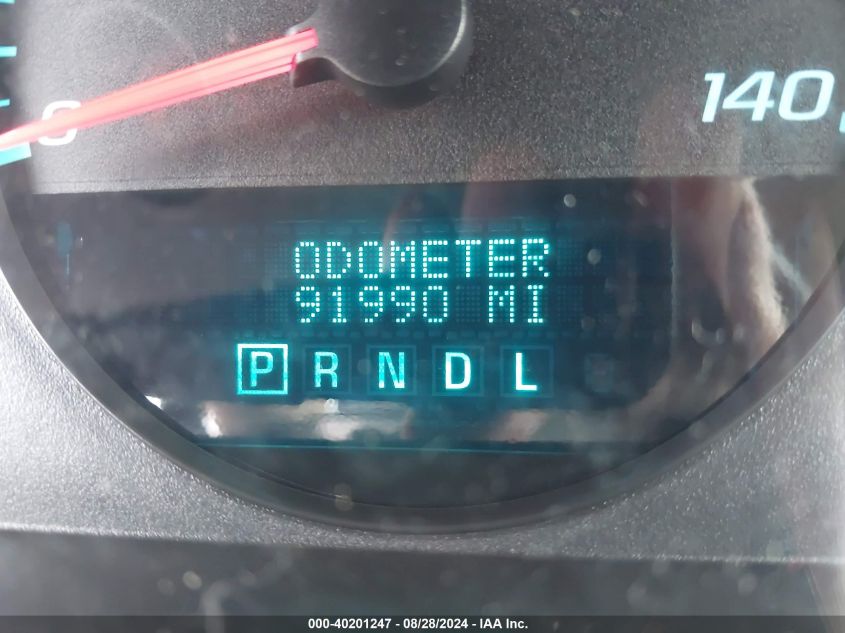 140
ODOMETER
91990 MI
P R N D L
000-40201247 - 08/28/2024 - IAA Inc.